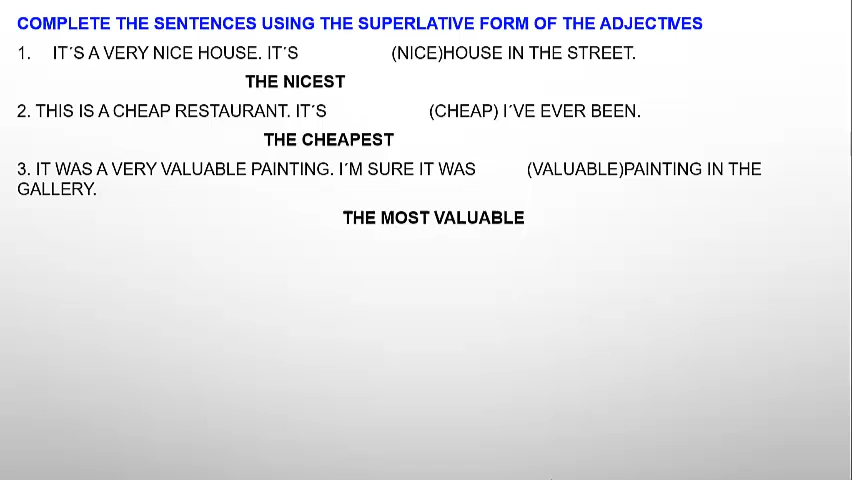 COMPLETE THE SENTENCES USING THE SUPERLATIVE FORM OF THE ADJECTIVES
1. IT´S A VERY NICE HOUSE. IT´S (NICE)HOUSE IN THE STREET.
THE NICEST
2. THIS IS A CHEAP RESTAURANT. IT´S (CHEAP) I´VE EVER BEEN.
THE CHEAPEST
3. IT WAS A VERY VALUABLE PAINTING. I´M SURE IT WAS (VALUABLE)PAINTING IN THE
GALLERY.
THE MOST VALUABLE